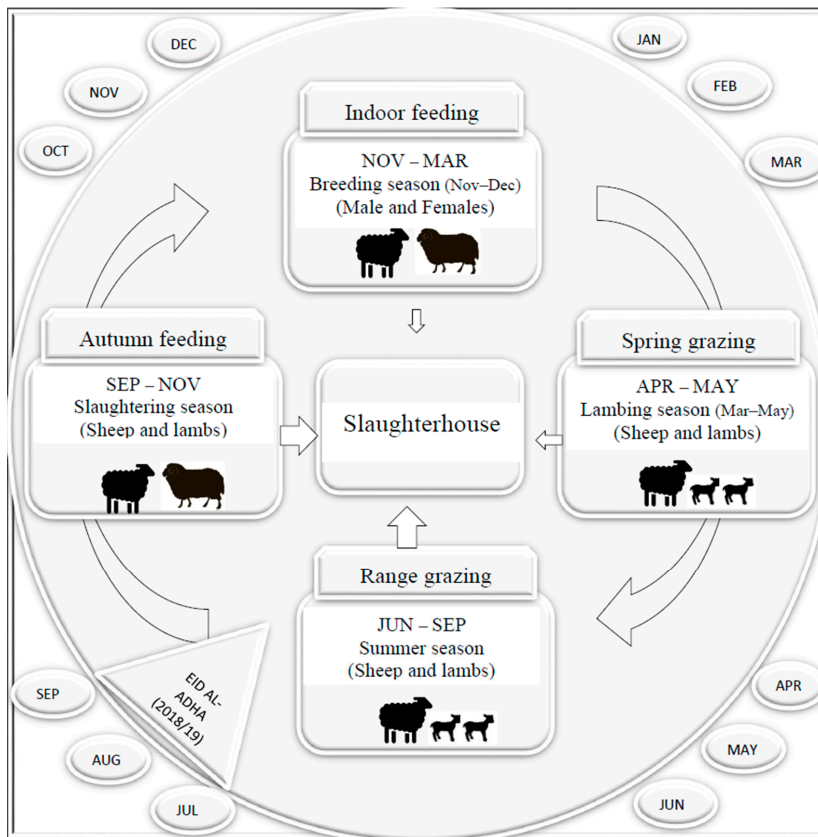 DEC
JAN
NOV
FEB
OCT
MAR
Indoor feeding
NOV – MAR
Breeding season (Nov–Dec)
(Male and Females)
Autumn feeding
SEP – NOV
Slaughtering season
(Sheep and lambs)
Slaughterhouse
Spring grazing
APR – MAY
Lambing season (Mar–May)
(Sheep and lambs)
Range grazing
JUN – SEP
Summer season
(Sheep and lambs)
EID AL-
ADHA
(2018/19)
SEP
AUG
JUL
APR
MAY
JUN